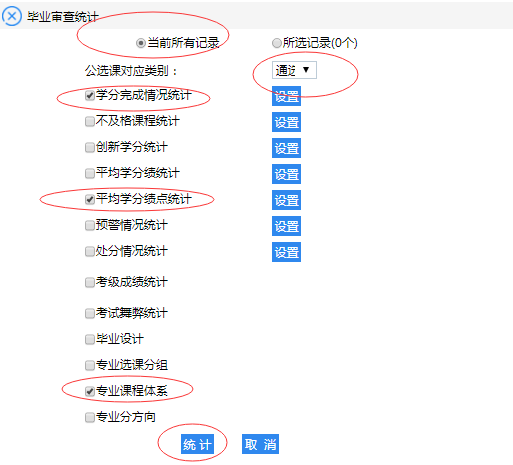 毕业审查统计
当前所有记录 所选记录(0个)
公选课对应类别： 通
学分完成情况统计 设置
不及格课程统计 设置
创新学分统计 设置
平均学分绩统计 设置
平均学分绩点统计 设置
预警情况统计 设置
处分情况统计 设置
考级成绩统计
考试舞弊统计
毕业设计
专业选课分组
专业课程体系
专业分方向
统 计 取 消